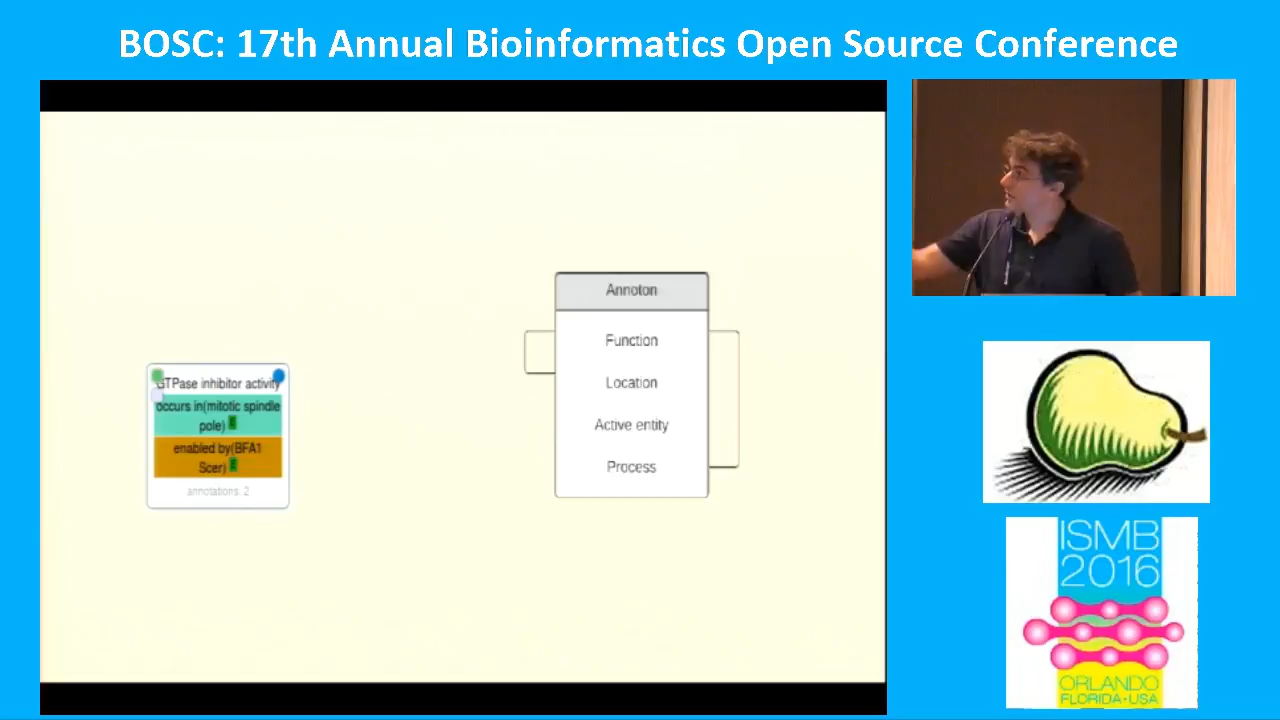 BOSC: 17th Annual Bioinformatics Open Source Conference
GTPase inhibitor activity
occurs in(mitotic spindle
pole) E
enabled by(BFA1
Scer) E
annotations: 2
Annoton
Function
Location
Active entity
Process
ISMB
2016
ORLANDO
FLORIDA・USA